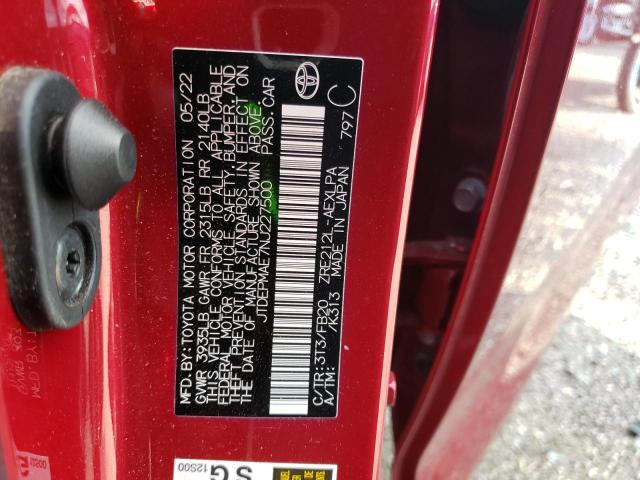 MFD.BY:TOYOTA MOTOR CORPORATION 05/22
GVWR 3935LB GAWR FR 2315LB RR 2140LB
THIS VEHICLE CONFORMS TO ALL APPLICABLE
FEDERAL MOTOR VEHICLE SAFETY,BUMPER,AND
THEFT PREVENTION STANDARDS IN EFFECT ON
THE DATE OF MANUFACTURE SHOWN ABOVE.
JTDEPMAE7NJ227500 PASS.CAR
C/TR:3T3/FB20 ZRE212L-AEXLPA
A/TM: /K313 MADE IN JAPAN
797 C
SG
12S00